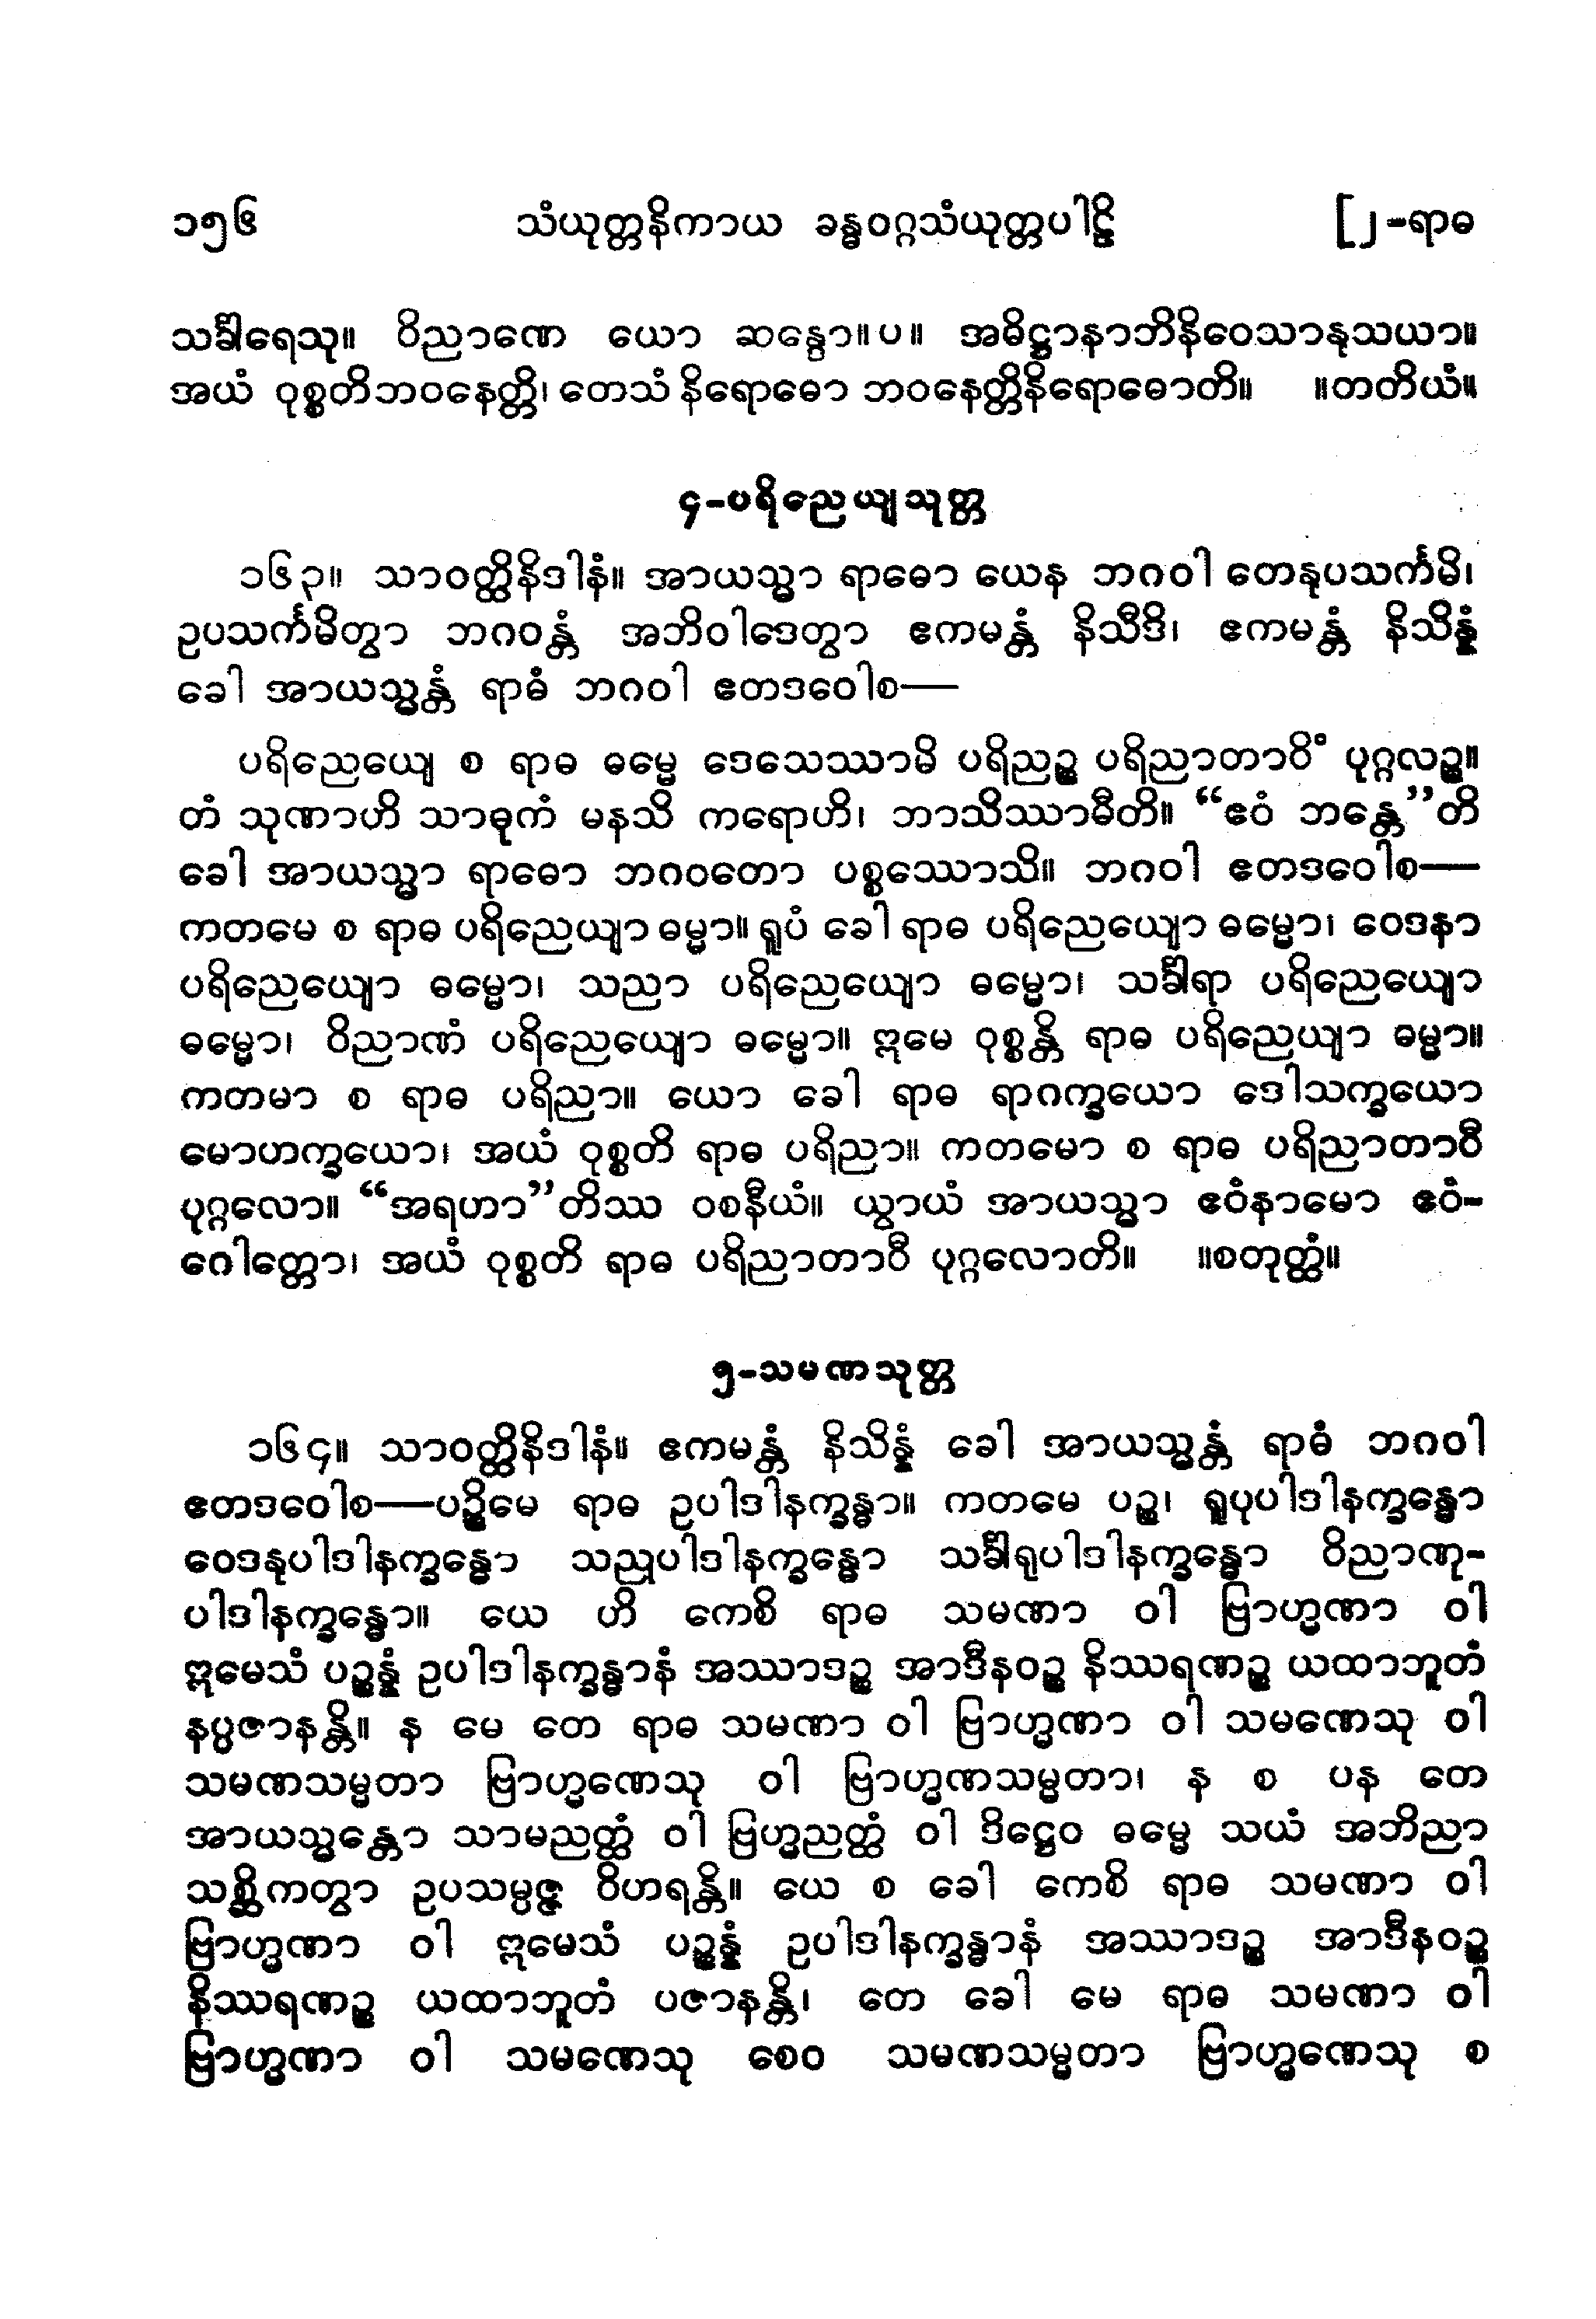 ၁၅၆ သံယုတ္တနိကာယ ခန္ဓဝဂ္ဂသံယုတ္တပါဠိ [၂-ရာဓ
သင်္ခါရေသု။ ဝိညာဏေ ယော ဆန္ဒော။ပ။ အဓိဋ္ဌာနာဘိနိဝေသာနုသယာ။
အယံ ဝုစ္စတိဘဝနေတ္တိ၊ တေသံ နိရောဓော ဘဝနေတ္တိနိရောဓောတိ။ ။တတိယံ။
၄-ပရိညေယျသုတ္တ
၁၆၃။ သာဝတ္ထိနိဒါနံ။ အာယသ္မာ ရာဓော ယေန ဘဂဝါ တေနုပသင်္ကမိ၊
ဥပသင်္ကမိတွာ ဘဂဝန္တံ အဘိဝါဒေတွာ ဧကမန္တံ နိသီဒိ၊ ဧကမန္တံ နိသိန္နံ
ခေါ အာယသ္မန္တံ ရာဓံ ဘဂဝါ ဧတဒဝေါစ—
ပရိညေယျေ စ ရာဓ ဓမ္မေ ဒေသေဿာမိ ပရိညဉ္စ ပရိညာတာဝိံ ပုဂ္ဂလဉ္စ။
တံ သုဏာဟိ သာဓုကံ မနသိ ကရောဟိ၊ ဘာသိဿာမီတိ။ “ဧဝံ ဘန္တေ”တိ
ခေါ အာယသ္မာ ရာဓော ဘဂဝတော ပစ္စဿောသိ။ ဘဂဝါ ဧတဒဝေါစ—
ကတမေ စ ရာဓ ပရိညေယျာ ဓမ္မာ။ ရူပံ ခေါ ရာဓ ပရိညေယျော ဓမ္မော၊ ဝေဒနာ
ပရိညေယျော ဓမ္မော၊ သညာ ပရိညေယျော ဓမ္မော၊ သင်္ခါရာ ပရိညေယျော
ဓမ္မော၊ ဝိညာဏံ ပရိညေယျော ဓမ္မော။ ဣမေ ဝုစ္စန္တိ ရာဓ ပရိညေယျာ ဓမ္မာ။
ကတမာ စ ရာဓ ပရိညာ။ ယော ခေါ ရာဓ ရာဂက္ခယော ဒေါသက္ခယော
မောဟက္ခယော၊ အယံ ဝုစ္စတိ ရာဓ ပရိညာ။ ကတမော စ ရာဓ ပရိညာတာဝီ
ပုဂ္ဂလော။ “အရဟာ”တိဿ ဝစနီယံ။ ယွာယံ အာယသ္မာ ဧဝံနာမော ဧဝံ-
ဂေါတ္တော၊ အယံ ဝုစ္စတိ ရာဓ ပရိညာတာဝီ ပုဂ္ဂလောတိ။ ။စတုတ္ထံ။
၅-သမဏသုတ္တ
၁၆၄။ သာဝတ္ထိနိဒါနံ။ ဧကမန္တံ နိသိန္နံ ခေါ အာယသ္မန္တံ ရာဓံ ဘဂဝါ
ဧတဒဝေါစ—ပဉ္စိမေ ရာဓ ဥပါဒါနက္ခန္ဓာ။ ကတမေ ပဉ္စ၊ ရူပုပါဒါနက္ခန္ဓော
ဝေဒနုပါဒါနက္ခန္ဓော သညုပါဒါနက္ခန္ဓော သင်္ခါရုပါဒါနက္ခန္ဓော ဝိညာဏု-
ပါဒါနက္ခန္ဓော။ ယေ ဟိ ကေစိ ရာဓ သမဏာ ဝါ ဗြာဟ္မဏာ ဝါ
ဣမေသံ ပဉ္စန္နံ ဥပါဒါနက္ခန္ဓာနံ အဿာဒဉ္စ အာဒီနဝဉ္စ နိဿရဏဉ္စ ယထာဘူတံ
နပ္ပဇာနန္တိ။ န မေ တေ ရာဓ သမဏာ ဝါ ဗြာဟ္မဏာ ဝါ သမဏေသု ဝါ
သမဏသမ္မတာ ဗြာဟ္မဏေသု ဝါ ဗြာဟ္မဏသမ္မတာ၊ န စ ပန တေ
အာယသ္မန္တော သာမညတ္ထံ ဝါ ဗြဟ္မညတ္ထံ ဝါ ဒိဋ္ဌေဝ ဓမ္မေ သယံ အဘိညာ
သစ္ဆိကတွာ ဥပသမ္ပဇ္ဇ ဝိဟရန္တိ။ ယေ စ ခေါ ကေစိ ရာဓ သမဏာ ဝါ
ဗြာဟ္မဏာ ဝါ ဣမေသံ ပဉ္စန္နံ ဥပါဒါနက္ခန္ဓာနံ အဿာဒဉ္စ အာဒီနဝဉ္စ
နိဿရဏဉ္စ ယထာဘူတံ ပဇာနန္တိ၊ တေ ခေါ မေ ရာဓ သမဏာ ဝါ
ဗြာဟ္မဏာ ဝါ သမဏေသု စေဝ သမဏသမ္မတာ ဗြာဟ္မဏေသု စ